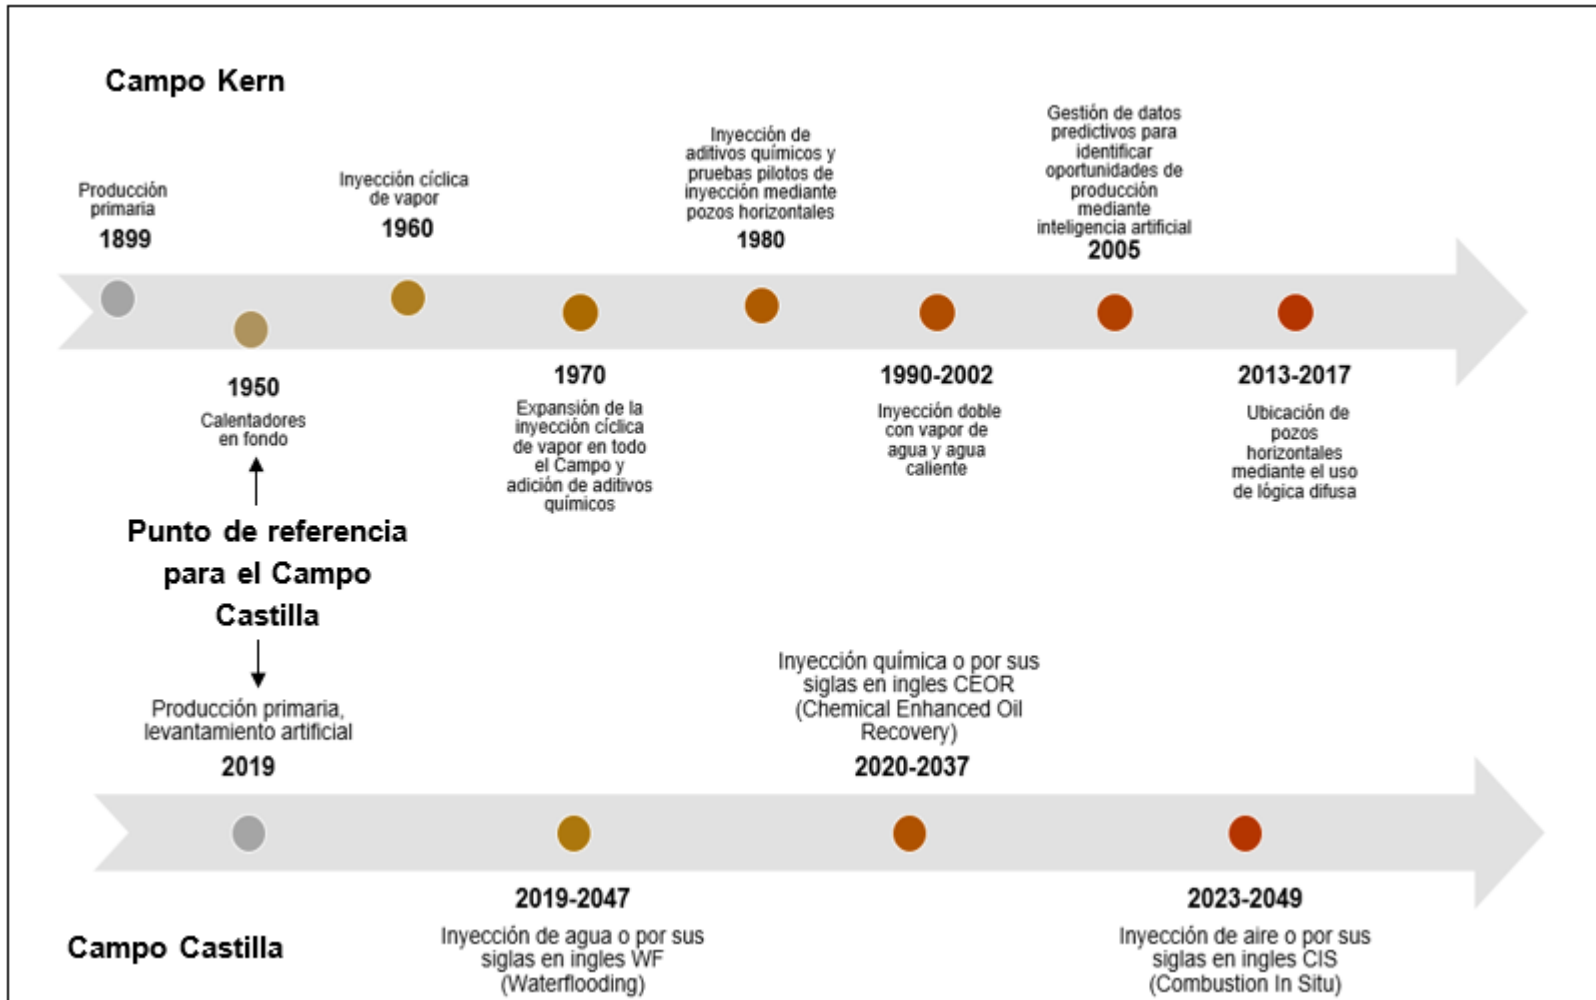 Campo Kern
Producción
primaria
1899
1950
Calentadores
en fondo
Inyección cíclica
de vapor
1960
1970
Expansión de la
inyección cíclica
de vapor en todo
el Campo y
adición de aditivos
químicos
Inyección de
aditivos químicos y
pruebas pilotos de
inyección mediante
pozos horizontales
1980
1990-2002
Inyección doble
con vapor de
agua y agua
caliente
Gestión de datos
predictivos para
identificar
oportunidades de
producción
mediante
inteligencia artificial
2005
2013-2017
Ubicación de
pozos
horizontales
mediante el uso
de lógica difusa
Punto de referencia
para el Campo
Castilla
Producción primaria,
levantamiento artificial
2019
2019-2047
Inyección de agua o por sus
siglas en ingles WF
(Waterflooding)
Inyección química o por sus
siglas en ingles CEOR
(Chemical Enhanced Oil
Recovery)
2020-2037
2023-2049
Inyección de aire o por sus
siglas en ingles CIS
(Combustion In Situ)
Campo Castilla